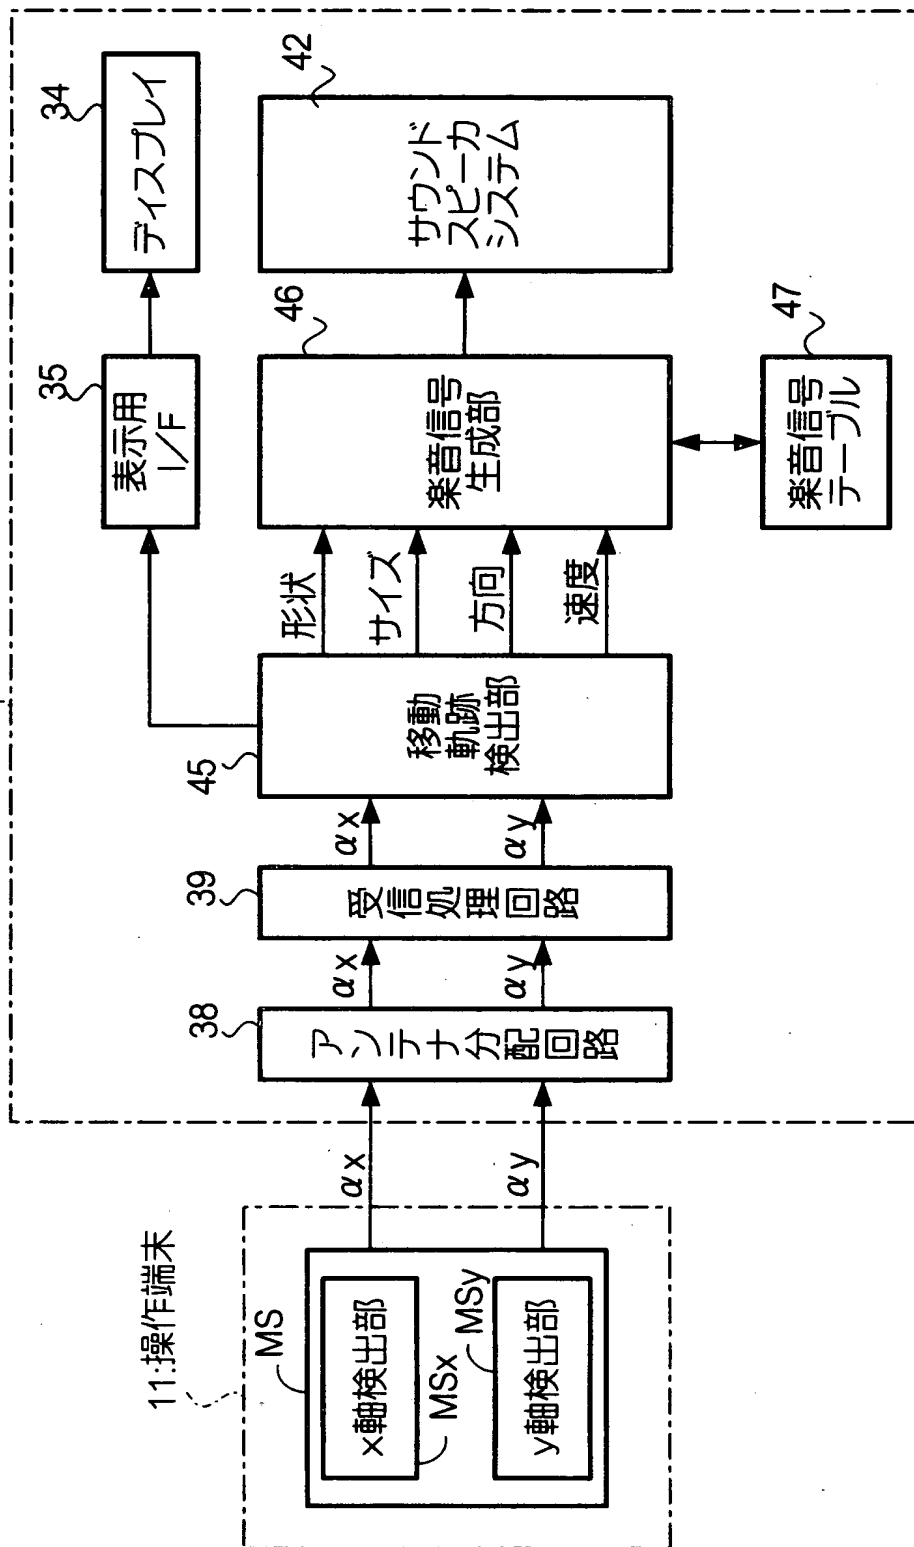 11:操作端末
MS
x軸検出部
MSx
MSy
y軸検出部
αx
αy
38
アンテナ分配回路
αx
αy
39
受信処理回路
αx
αy
45
移動
軌跡
検出部
形状
サイズ
方向
速度
35
表示用
I/F
34
ディスプレイ
46
楽音信号
生成部
47
楽音信号
テーブル
42
サウンド
スピーカ
システム